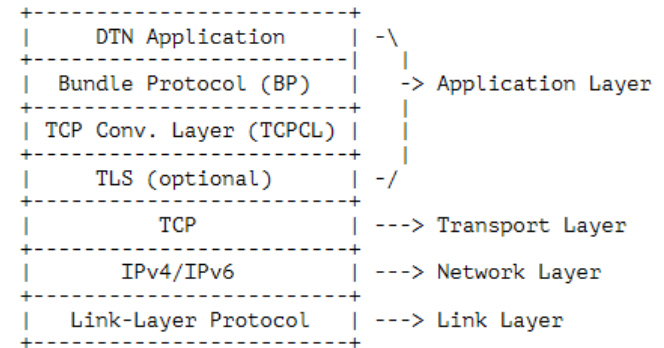 +-------------------------+
|     DTN Application     | -\
+-------------------------|   |
|  Bundle Protocol (BP)   |   -> Application Layer
+-------------------------+   |
| TCP Conv. Layer (TCPCL) |   |
+-------------------------+   |
|     TLS (optional)      | -/
+-------------------------+
|          TCP            | ---> Transport Layer
+-------------------------+
|       IPv4/IPv6         | ---> Network Layer
+-------------------------+
|   Link-Layer Protocol   | ---> Link Layer
+-------------------------+